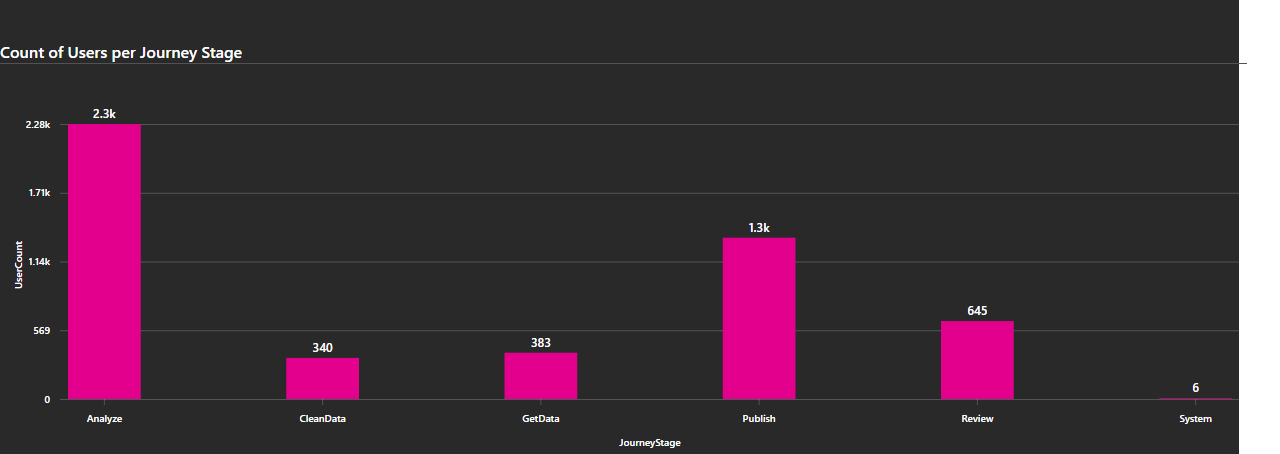 Count of Users per Journey Stage
2.3k
2.28k
1.3k
1.71k
UserCount
1.14k
645
569
383
340
6
0
Analyze
CleanData
GetData
Publish
Review
System
JourneyStage